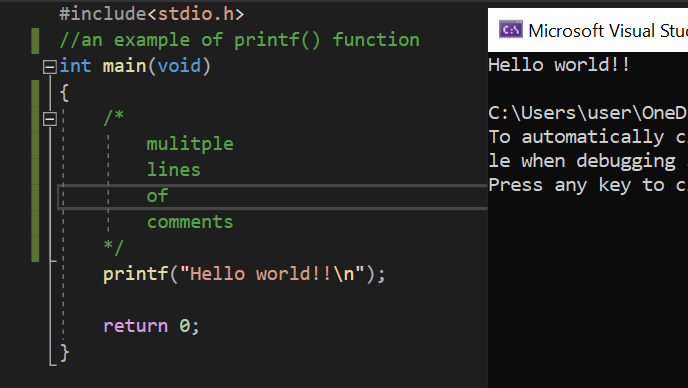 #include<stdio.h>
//an example of printf() function
int main(void)
{
/*
mulitple
lines
of
comments
*/
printf("Hello world!!\n");
return 0;
}
C:\
Microsoft Visual Stu
Hello world!!
C:\Users\user\OneD
To automatically c
le when debugging
Press any key to c